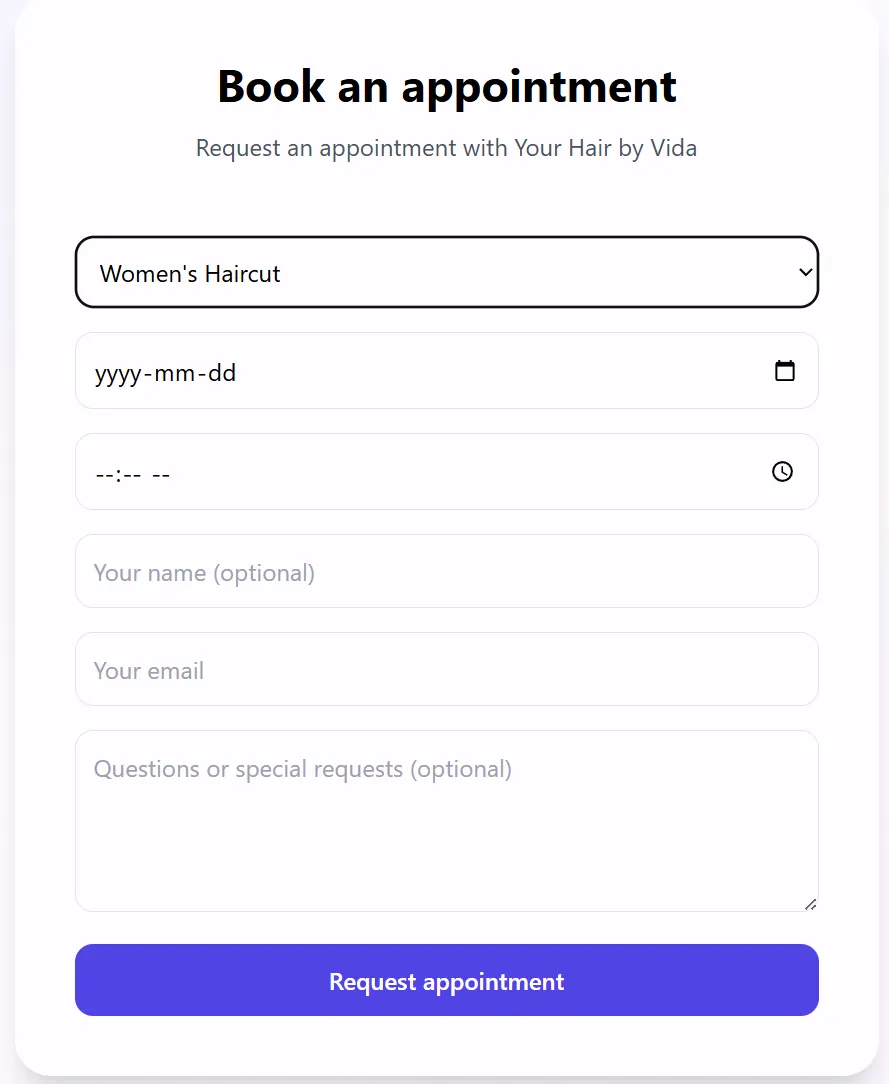 Book an appointment
Request an appointment with Your Hair by Vida
Women's Haircut
yyyy-mm-dd
--:-- --
Your name (optional)
Your email
Questions or special requests (optional)
Request appointment